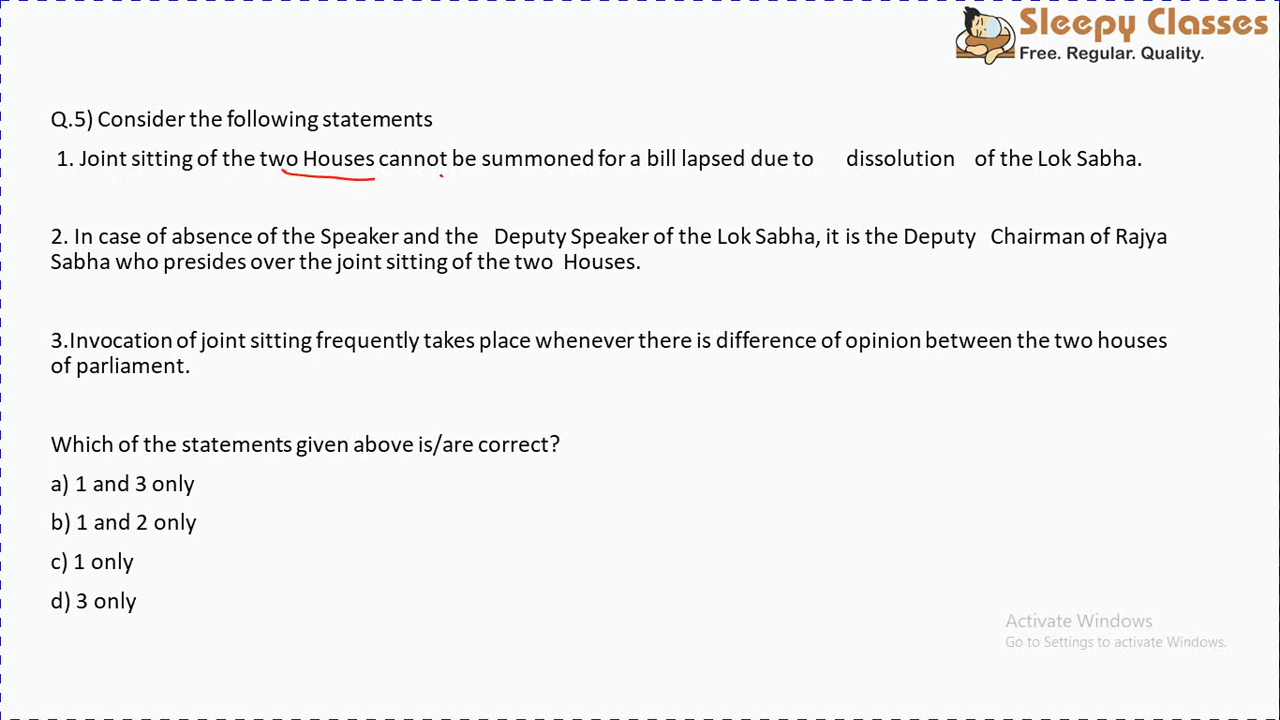 Sleepy Classes
Free. Regular. Quality.
Q.5) Consider the following statements
1. Joint sitting of the two Houses cannot be summoned for a bill lapsed due to dissolution of the Lok Sabha.
2. In case of absence of the Speaker and the Deputy Speaker of the Lok Sabha, it is the Deputy Chairman of Rajya
Sabha who presides over the joint sitting of the two Houses.
3.Invocation of joint sitting frequently takes place whenever there is difference of opinion between the two houses
of parliament.
Which of the statements given above is/are correct?
a) 1 and 3 only
b) 1 and 2 only
c) 1 only
d) 3 only
Activate Windows
Go to Settings to activate Windows.